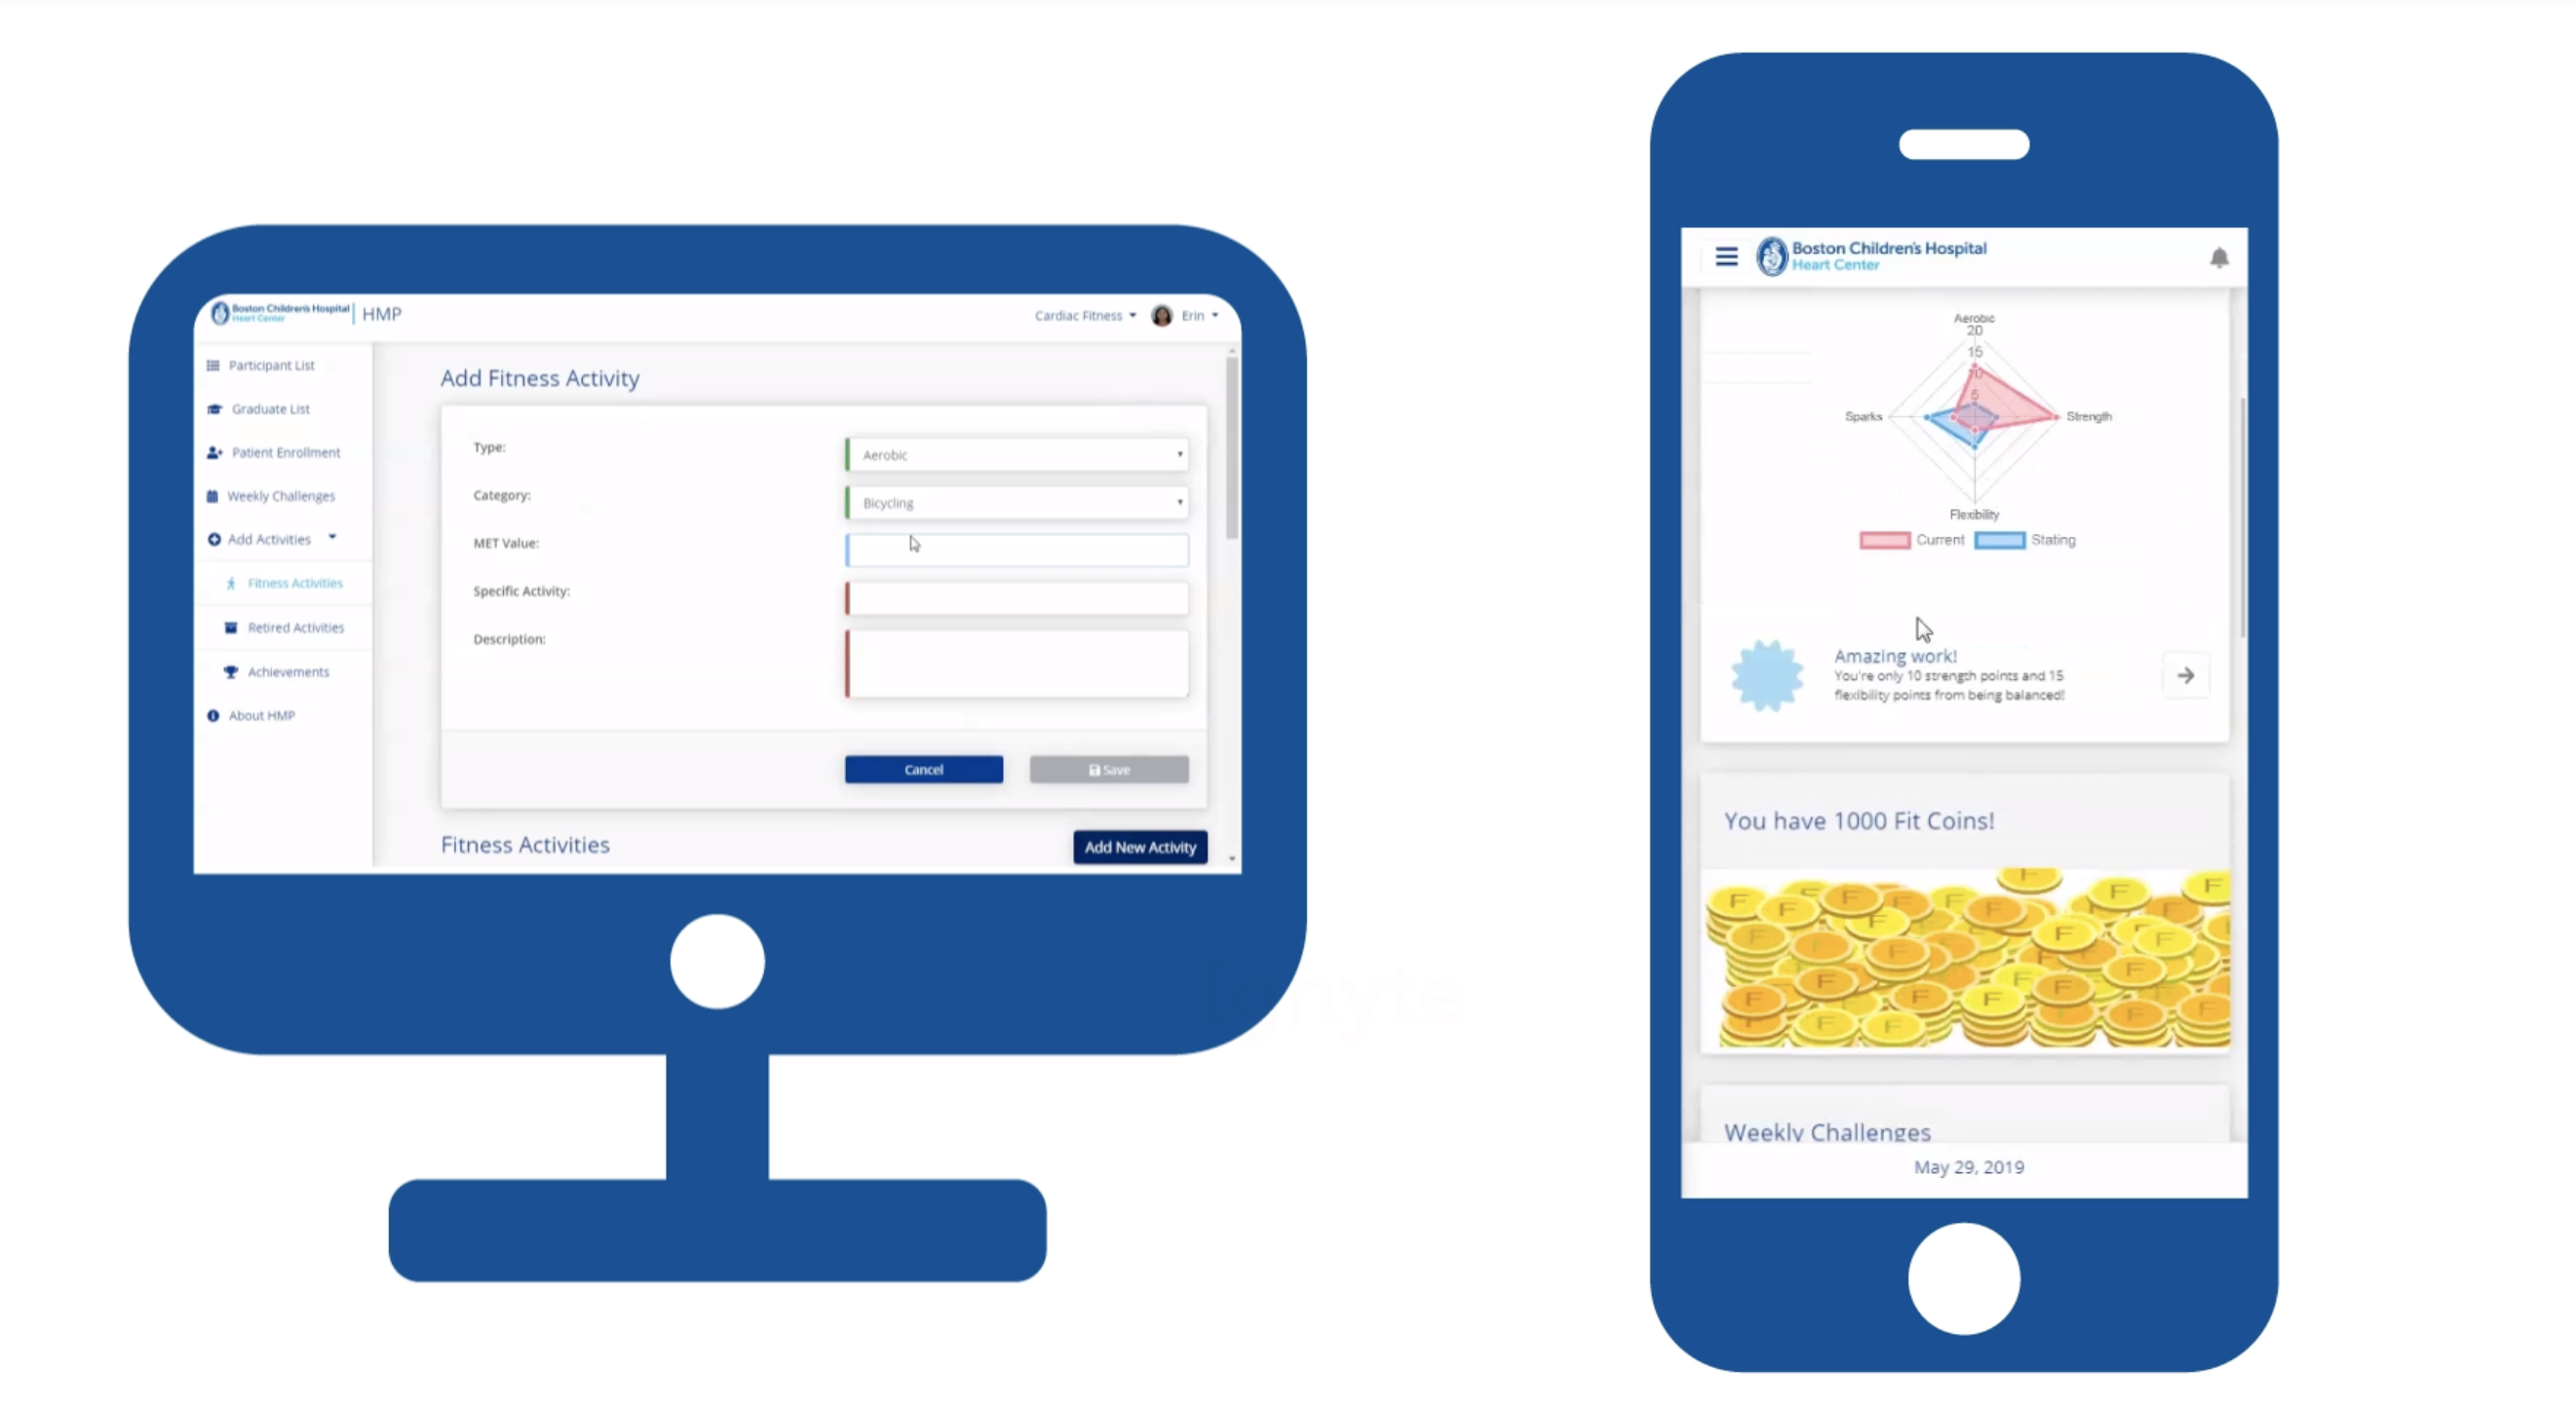 Boston Children's Hospital
Heart Center
HMP
Cardiac Fitness
Erin
Participant List
Graduate List
Patient Enrollment
Weekly Challenges
Add Activities
Fitness Activities
Retired Activities
Achievements
About HMP
Add Fitness Activity
Type:
Aerobic
Category:
Bicycling
MET Value:
Specific Activity:
Description:
Cancel
Save
Fitness Activities
Add New Activity
Boston Children's Hospital
Heart Center
Aerobic
20
15
10
5
Sparks
Strength
Flexibility
Current
Stating
Amazing work!
You're only 10 strength points and 15
flexibility points from being balanced!
You have 1000 Fit Coins!
F F F F F F F F F F F F F F F F F F F F F F F F
Weekly Challenges
May 29, 2019